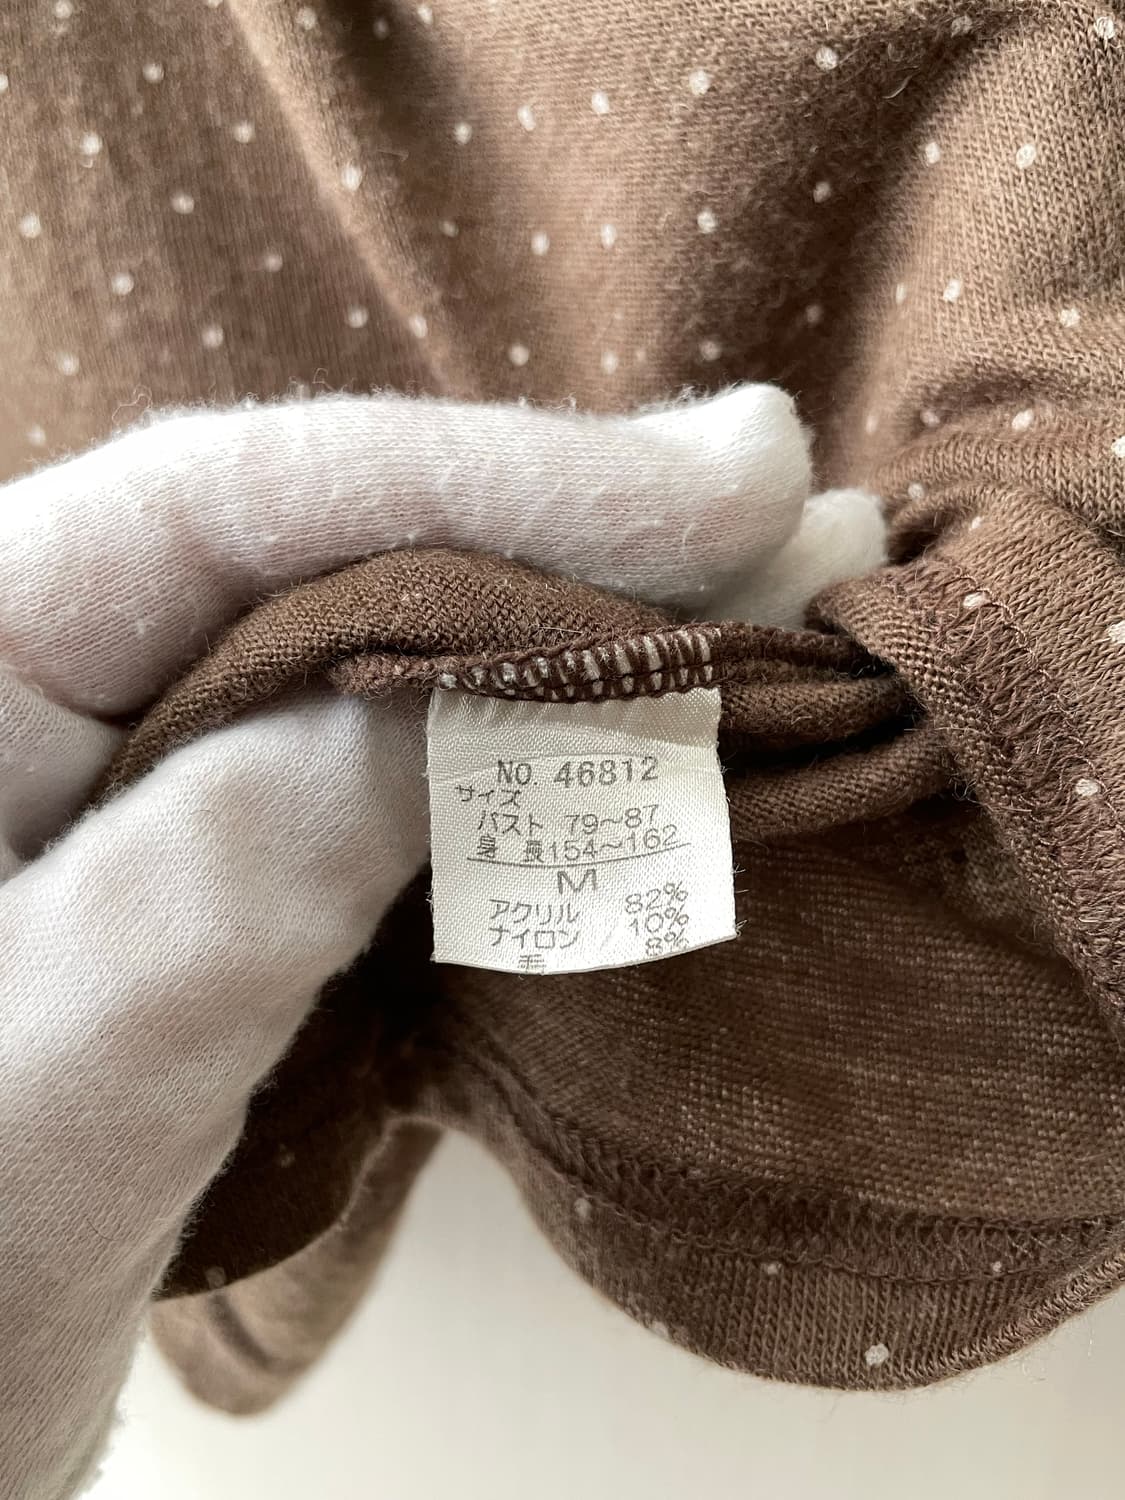 NO. 46812
サイズ
バスト 79〜87
身 長154〜162
M
アクリル 82%
ナイロン 10%
毛 8%